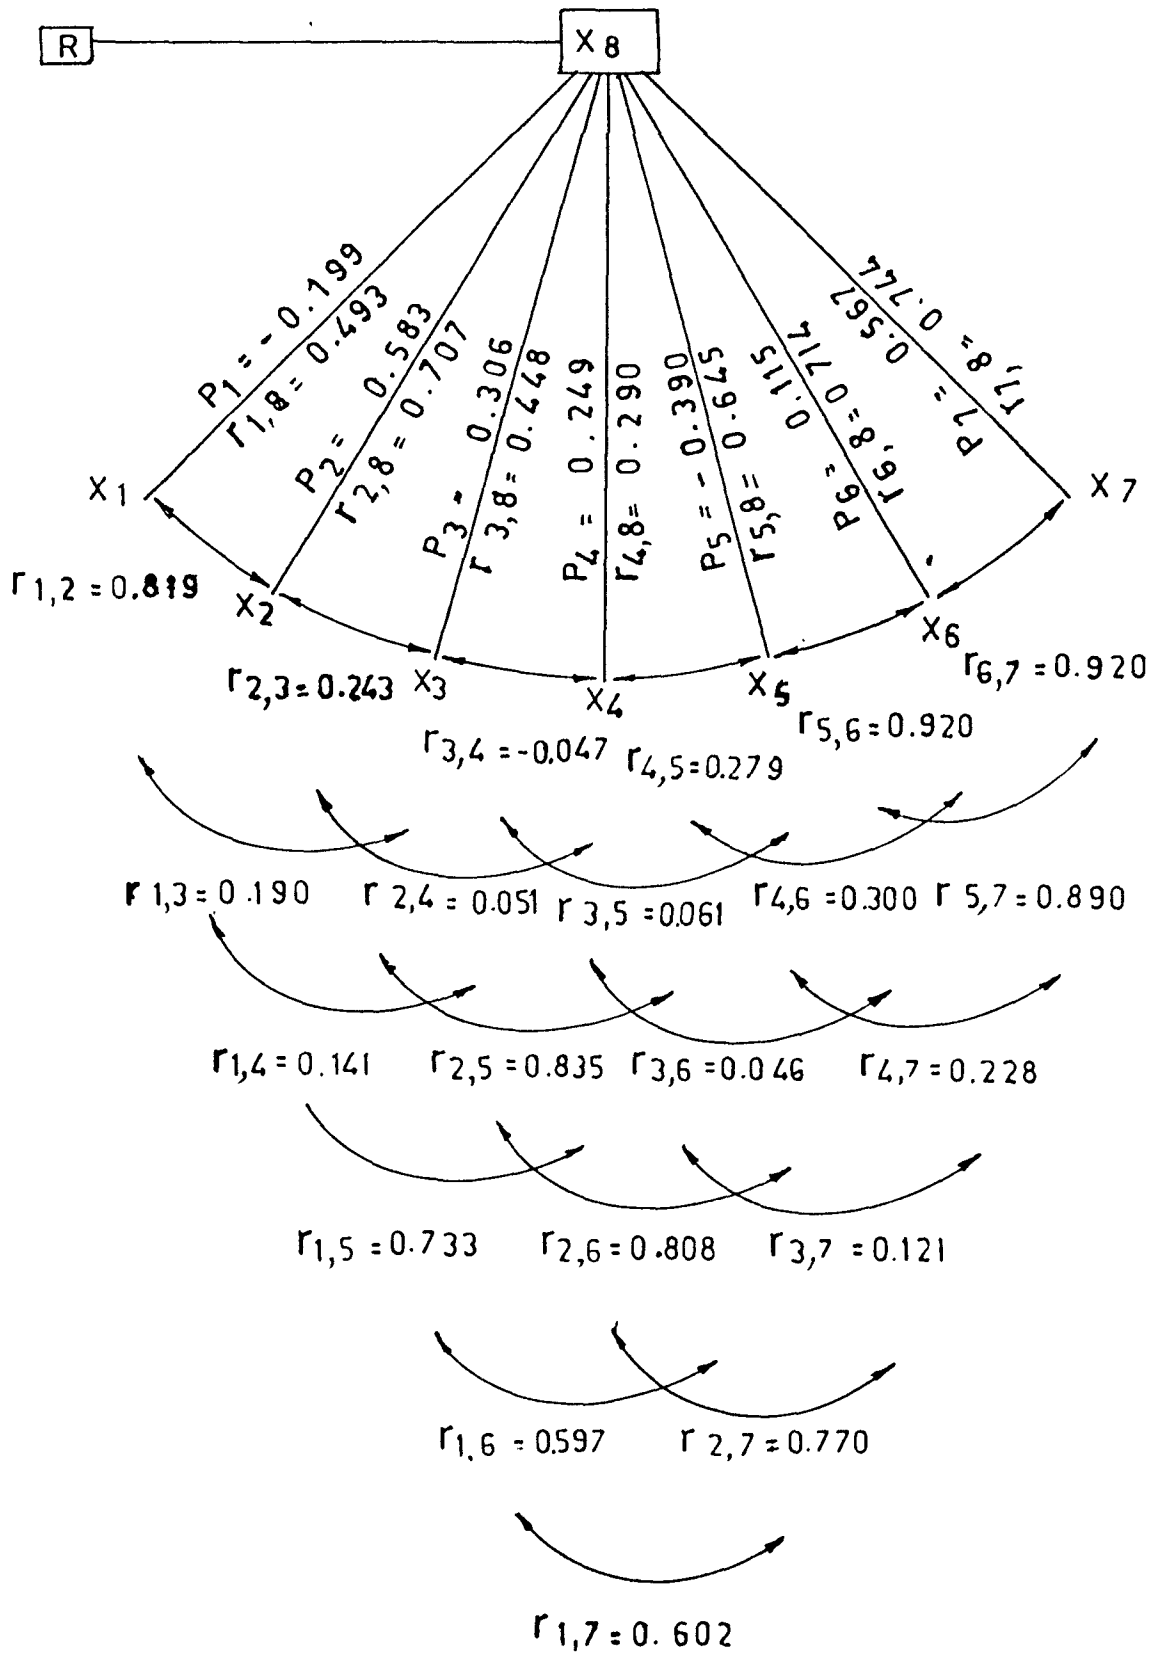 R
X8
P1 = - 0.199
r1,8 = 0.493
P2 = 0.583
r2,8 = 0.707
P3 = 0.306
r3,8 = 0.448
P4 = 0.249
r4,8 = 0.290
P5 = - 0.390
r5,8 = 0.645
P6 = 0.115
r6,8 = 0.714
P7 = 0.567
r7,8 = 0.744
X1
X7
r1,2 = 0.819
X2
X6
r6,7 = 0.920
r2,3 = 0.243
X3
X4
X5
r5,6 = 0.920
r3,4 = -0.047
r4,5 = 0.279
r1,3 = 0.190 r2,4 = 0.051 r3,5 = 0.061 r4,6 = 0.300 r5,7 = 0.890
r1,4 = 0.141 r2,5 = 0.835 r3,6 = 0.046 r4,7 = 0.228
r1,5 = 0.733 r2,6 = 0.808 r3,7 = 0.121
r1,6 = 0.597 r2,7 = 0.770
r1,7 = 0.602